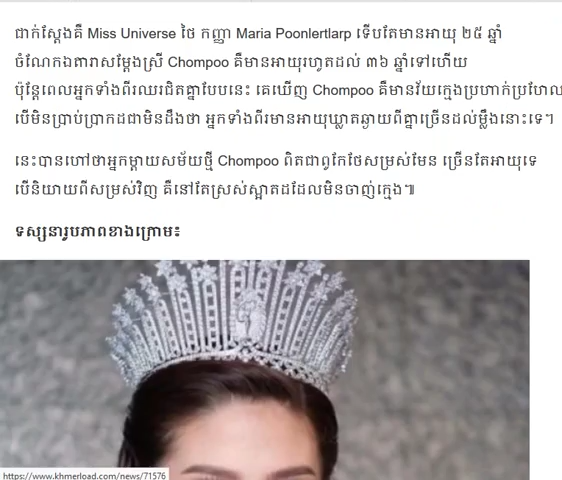 ជាក់ស្ដែងគឺ Miss Universe ថៃ កញ្ញា Maria Poonlertlarp ទើបតែមានអាយុ ២៥ ឆ្នាំ
ចំណែកឯតារាសម្ដែងស្រី Chompoo គឺមានអាយុរហូតដល់ ៣៦ ឆ្នាំទៅហើយ
ប៉ុន្តែពេលអ្នកទាំងពីរឈរជិតគ្នាបែបនេះ គេឃើញ Chompoo គឺមានវ័យក្មេងប្រហាក់ប្រហែល
បើមិនប្រាប់ប្រាកដជាមិនដឹងថា អ្នកទាំងពីរមានអាយុឃ្លាតឆ្ងាយពីគ្នាច្រើនដល់ម្លឹងនោះទេ។
នេះបានហៅថាអ្នកម្ដាយសម័យថ្មី Chompoo ពិតជាពូកែថែសម្រស់មែន ច្រើនតែអាយុទេ
បើនិយាយពីសម្រស់វិញ គឺនៅតែស្រស់ស្អាតដដែលមិនចាញ់ក្មេង៕
ទស្សនារូបភាពខាងក្រោម៖
https://www.khmerload.com/news/71576